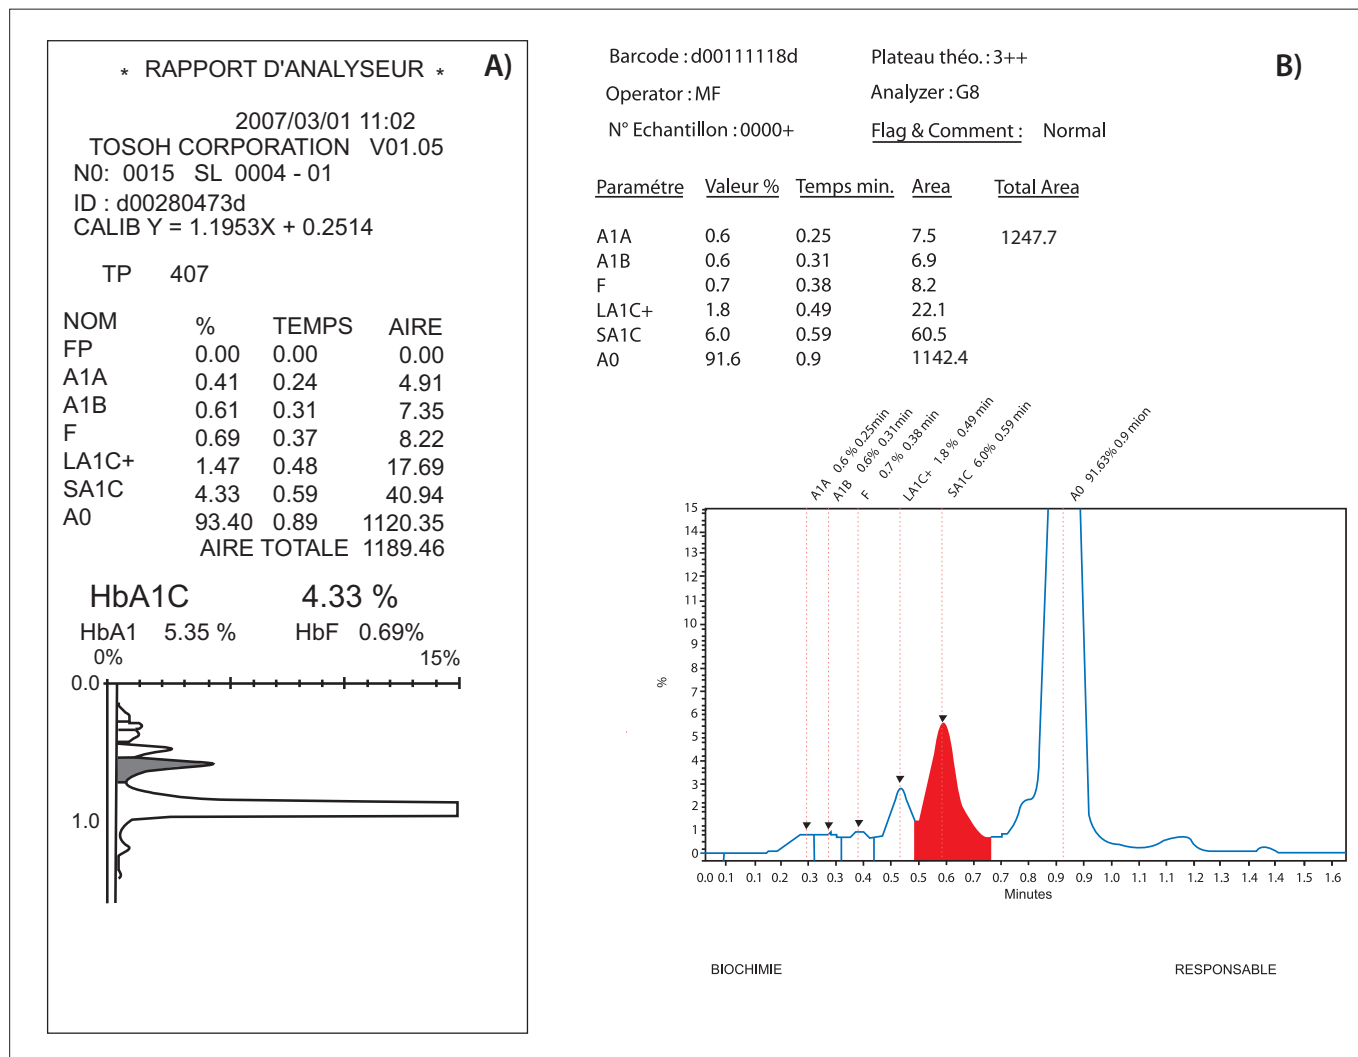 * RAPPORT D'ANALYSEUR *
A)
2007/03/01 11:02
TOSOH CORPORATION V01.05
N0: 0015 SL 0004 - 01
ID : d00280473d
CALIB Y = 1.1953X + 0.2514
TP 407
NOM % TEMPS AIRE
FP 0.00 0.00 0.00
A1A 0.41 0.24 4.91
A1B 0.61 0.31 7.35
F 0.69 0.37 8.22
LA1C+ 1.47 0.48 17.69
SA1C 4.33 0.59 40.94
A0 93.40 0.89 1120.35
AIRE TOTALE 1189.46
HbA1C 4.33 %
HbA1 5.35 % HbF 0.69%
0% 15%
0.0
1.0
B)
Barcode : d00111118d Plateau théo. : 3++
Operator : MF Analyzer : G8
N° Echantillon : 0000+ Flag & Comment : Normal
Paramétre Valeur % Temps min. Area Total Area
A1A 0.6 0.25 7.5 1247.7
A1B 0.6 0.31 6.9
F 0.7 0.38 8.2
LA1C+ 1.8 0.49 22.1
SA1C 6.0 0.59 60.5
A0 91.6 0.9 1142.4
A1A 0.6 % 0.25min
A1B 0.6% 0.31min
F 0.7 % 0.38 min
LA1C+ 1.8 % 0.49 min
SA1C 6.0% 0.59 min
A0 91.63% 0.9 mion
15
14
13
12
11
10
9
8
7
6
5
4
3
2
1
0
%
0.0 0.1 0.1 0.2 0.3 0.3 0.4 0.5 0.6 0.6 0.7 0.8 0.8 0.9 0.9 1.0 1.1 1.1 1.2 1.3 1.4 1.4 1.5 1.6
Minutes
BIOCHIMIE RESPONSABLE